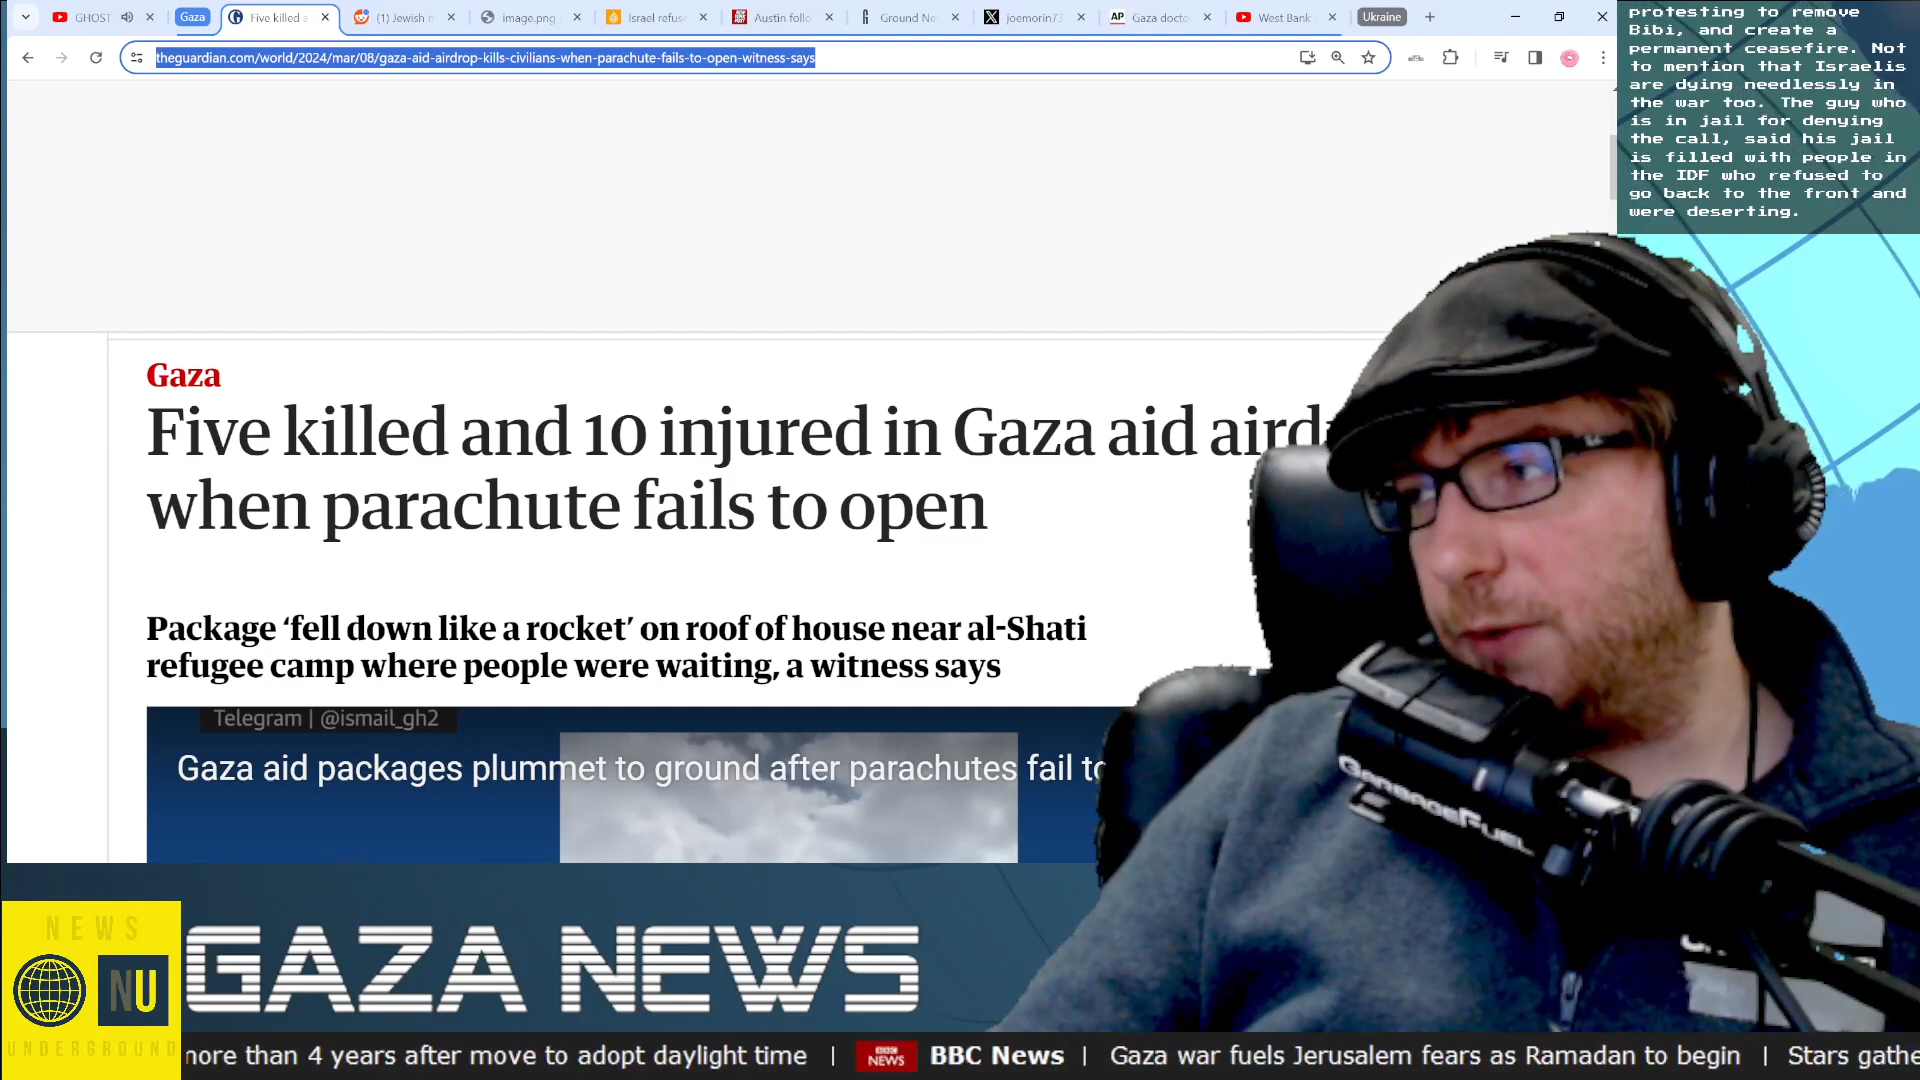 GHOST
Gaza
Five killed a
(1) Jewish r
image.png
Israel refuse
Austin follo
Ground Ne
joemorin73
AP
Gaza docto
West Bank
Ukraine
theguardian.com/world/2024/mar/08/gaza-aid-airdrop-kills-civilians-when-parachute-fails-to-open-witness-says
protesting to remove
Bibi, and create a
permanent ceasefire. Not
to mention that Israelis
are dying needlessly in
the war too. The guy who
is in jail for denying
the call, said his jail
is filled with people in
the IDF who refused to
go back to the front and
were deserting.
Gaza
Five killed and 10 injured in Gaza aid aird
when parachute fails to open
Package ‘fell down like a rocket’ on roof of house near al-Shati
refugee camp where people were waiting, a witness says
Telegram | @ismail_gh2
Gaza aid packages plummet to ground after parachutes fail to
GARBAGEFUEL
NEWS
NU
UNDERGROUND
GAZA NEWS
more than 4 years after move to adopt daylight time | BBC NEWS BBC News | Gaza war fuels Jerusalem fears as Ramadan to begin | Stars gathe